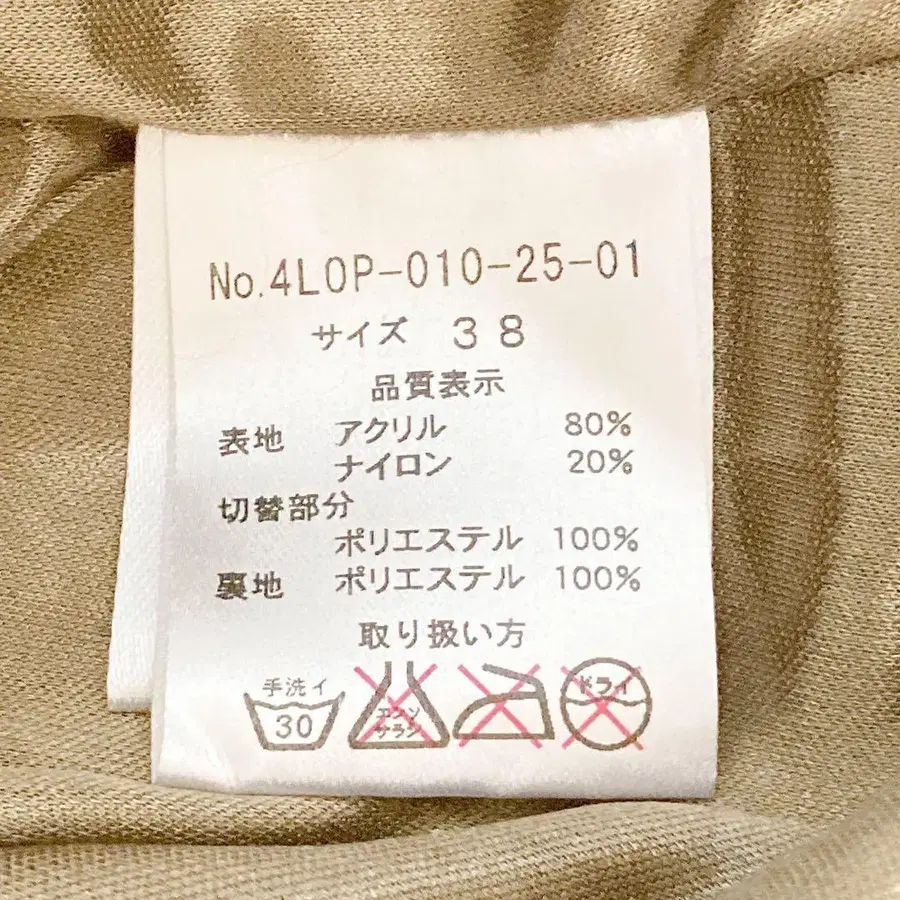 No.4LOP-010-25-01
サイズ 38
品質表示
表地 アクリル 80%
ナイロン 20%
切替部分
ポリエステル 100%
裏地 ポリエステル 100%
取り扱い方
手洗イ 30
エンソ サラシ
ドライ